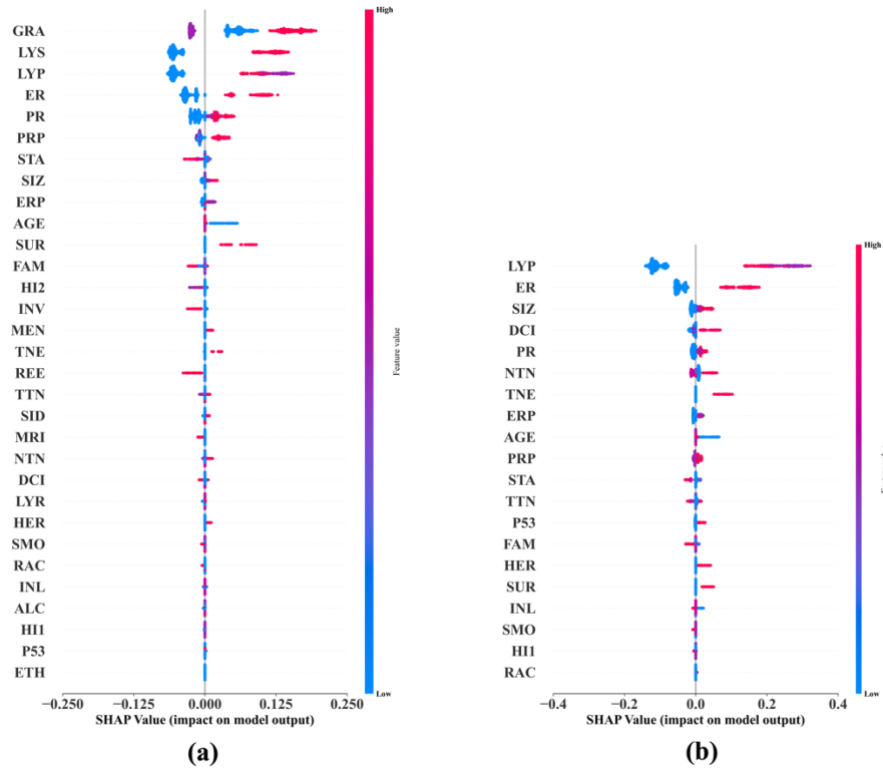 High
GRA
LYS
LYP
ER
PR
PRP
STA
SIZ
ERP
AGE
SUR
FAM
HI2
INV
MEN
TNE
REE
TTN
SID
MRI
NTN
DCI
LYR
HER
SMO
RAC
INL
ALC
HI1
P53
ETH
Feature value
Low
−0.250 −0.125 0.000 0.125 0.250
SHAP Value (impact on model output)
(a)
High
LYP
ER
SIZ
DCI
PR
NTN
TNE
ERP
AGE
PRP
STA
TTN
P53
FAM
HER
SUR
INL
SMO
HI1
RAC
Low
−0.4 −0.2 0.0 0.2 0.4
SHAP Value (impact on model output)
(b)